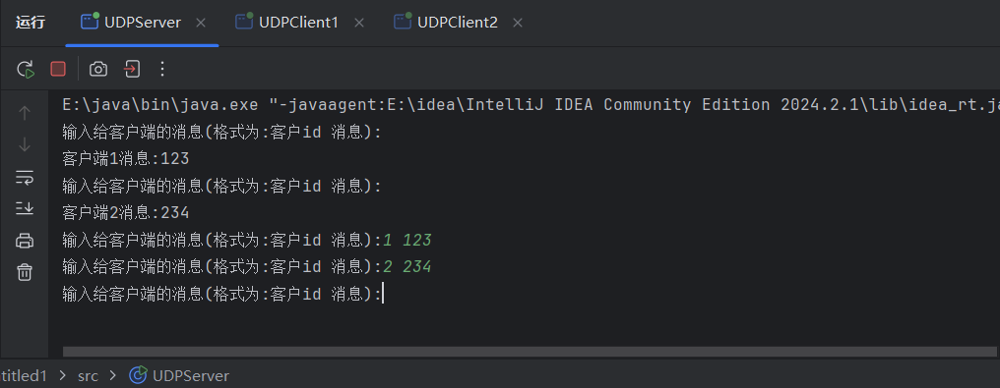 运行 UDPServer UDPClient1 UDPClient2
E:\java\bin\java.exe "-javaagent:E:\idea\IntelliJ IDEA Community Edition 2024.2.1\lib\idea_rt.ja
输入给客户端的消息(格式为:客户id 消息):
客户端1消息:123
输入给客户端的消息(格式为:客户id 消息):
客户端2消息:234
输入给客户端的消息(格式为:客户id 消息):1 123
输入给客户端的消息(格式为:客户id 消息):2 234
输入给客户端的消息(格式为:客户id 消息):
titled1 > src > UDPServer